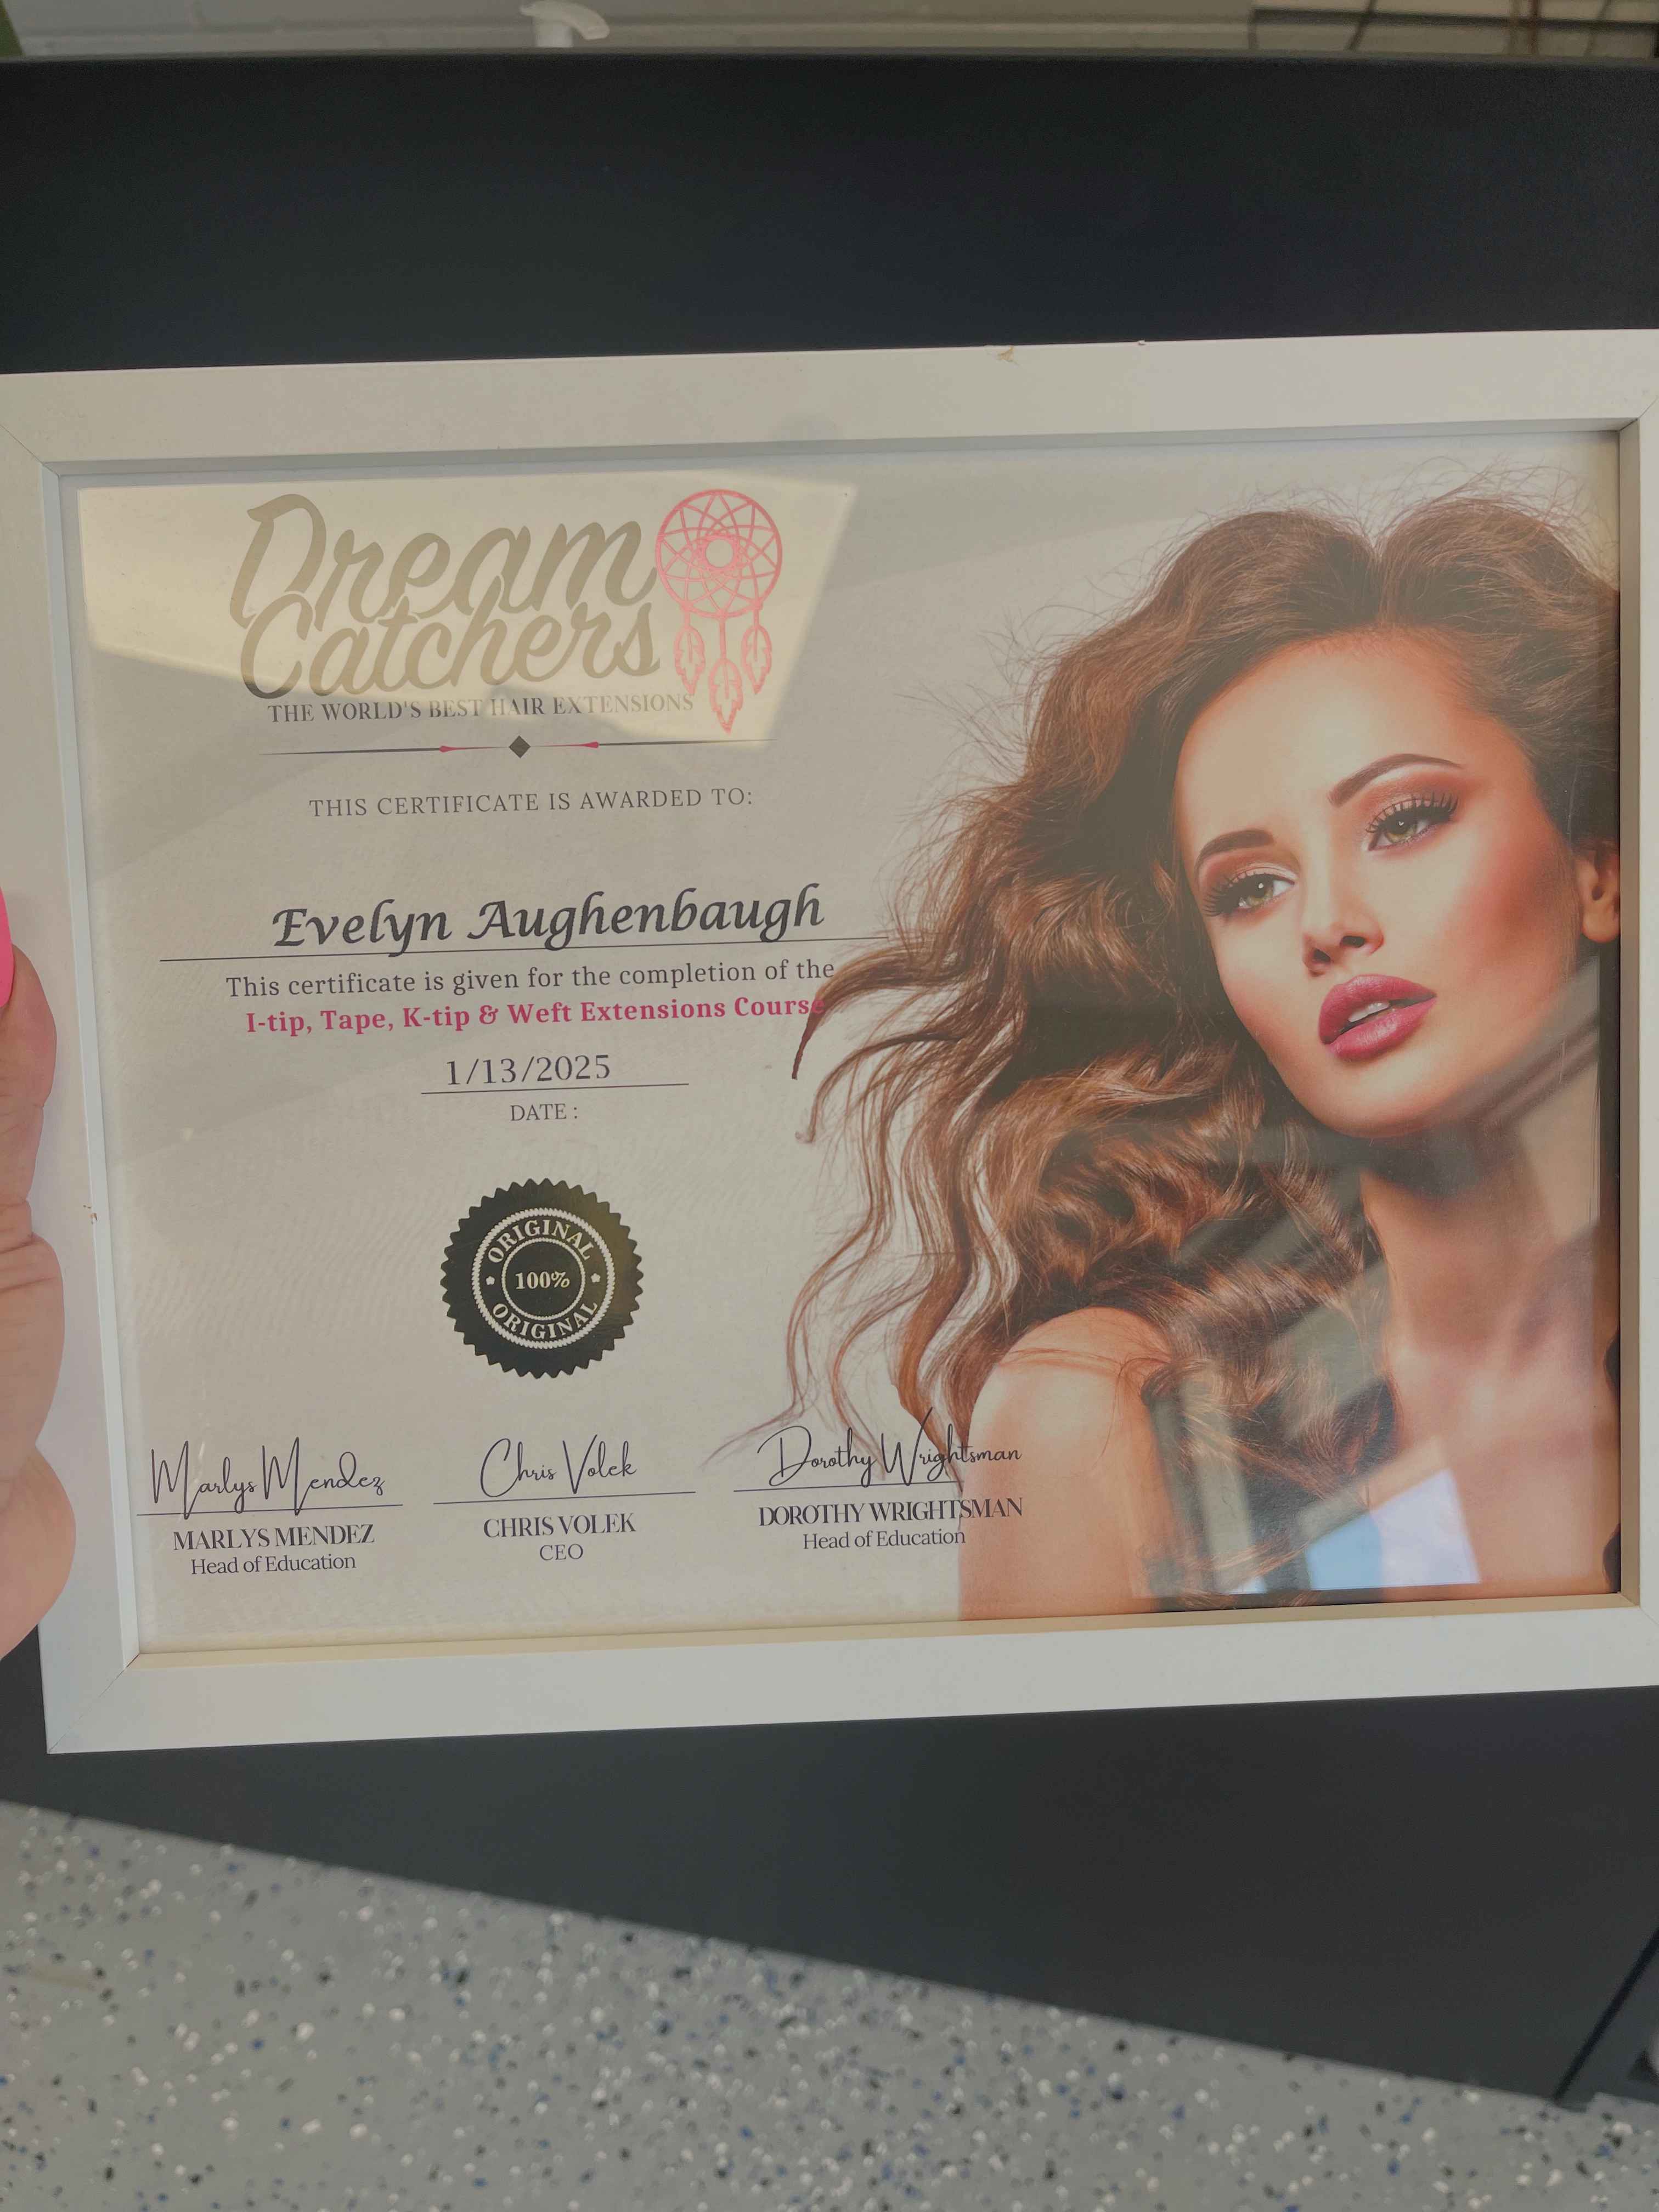 Dream
Catchers
THE WORLD'S BEST HAIR EXTENSIONS
THIS CERTIFICATE IS AWARDED TO:
Evelyn Aughenbaugh
This certificate is given for the completion of the
I-tip, Tape, K-tip & Weft Extensions Course
1/13/2025
DATE :
ORIGINAL
100%
ORIGINAL
Marlys Mendez
MARLYS MENDEZ
Head of Education
Chris Volek
CHRIS VOLEK
CEO
Dorothy Wrightsman
DOROTHY WRIGHTSMAN
Head of Education